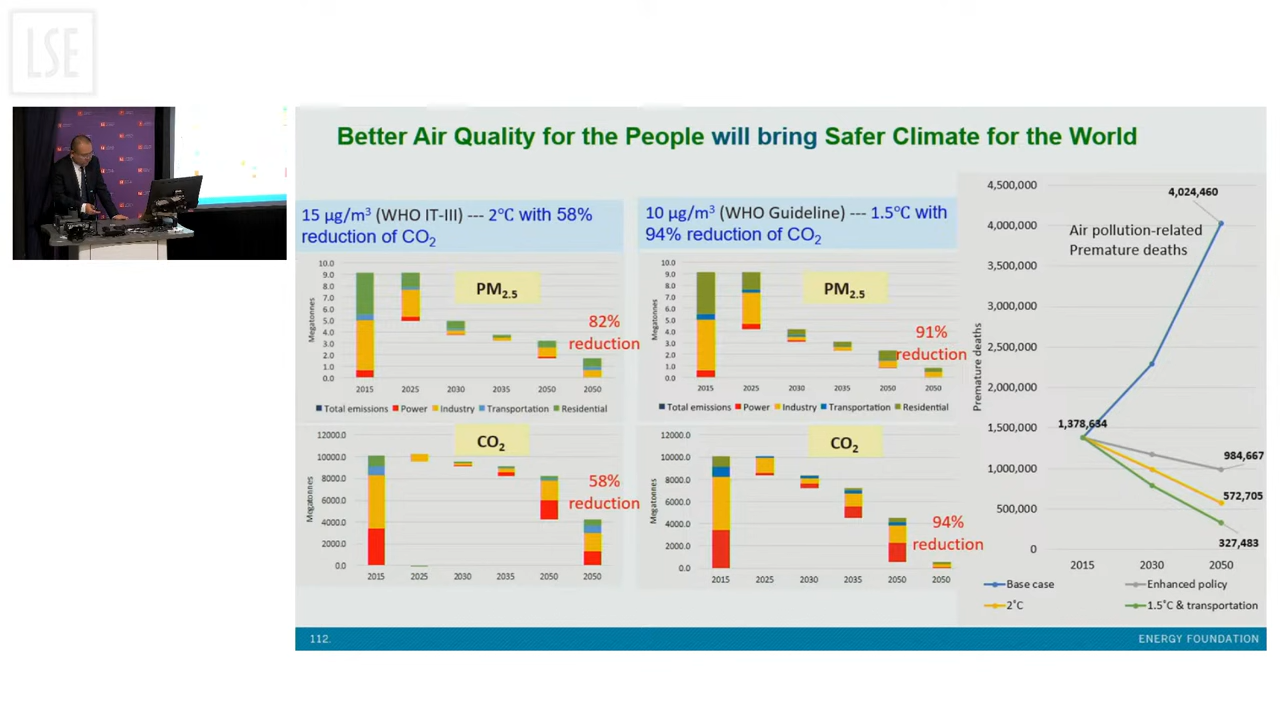 LSE
Better Air Quality for the People will bring Safer Climate for the World
15 µg/m³ (WHO IT-III) --- 2℃ with 58%
reduction of CO₂
10.0
9.0
8.0
7.0
6.0
5.0
4.0
3.0
2.0
1.0
0.0
Megatonnes
PM₂.₅
82%
reduction
2015 2025 2030 2035 2050 2050
Total emissions Power Industry Transportation Residential
12000.0
10000.0
8000.0
6000.0
4000.0
2000.0
0.0
Megatonnes
CO₂
58%
reduction
2015 2025 2030 2035 2050 2050
10 µg/m³ (WHO Guideline) --- 1.5℃ with
94% reduction of CO₂
10.0
9.0
8.0
7.0
6.0
5.0
4.0
3.0
2.0
1.0
0.0
Megatonnes
PM₂.₅
91%
reduction
2015 2025 2030 2035 2050 2050
Total emissions Power Industry Transportation Residential
12000.0
10000.0
8000.0
6000.0
4000.0
2000.0
0.0
Megatonnes
CO₂
94%
reduction
2015 2025 2030 2035 2050 2050
4,500,000
4,000,000
3,500,000
3,000,000
2,500,000
2,000,000
1,500,000
1,000,000
500,000
0
Premature deaths
4,024,460
Air pollution-related
Premature deaths
1,378,634
984,667
572,705
327,483
2015 2030 2050
Base case Enhanced policy
2˚C 1.5˚C & transportation
112.
ENERGY FOUNDATION